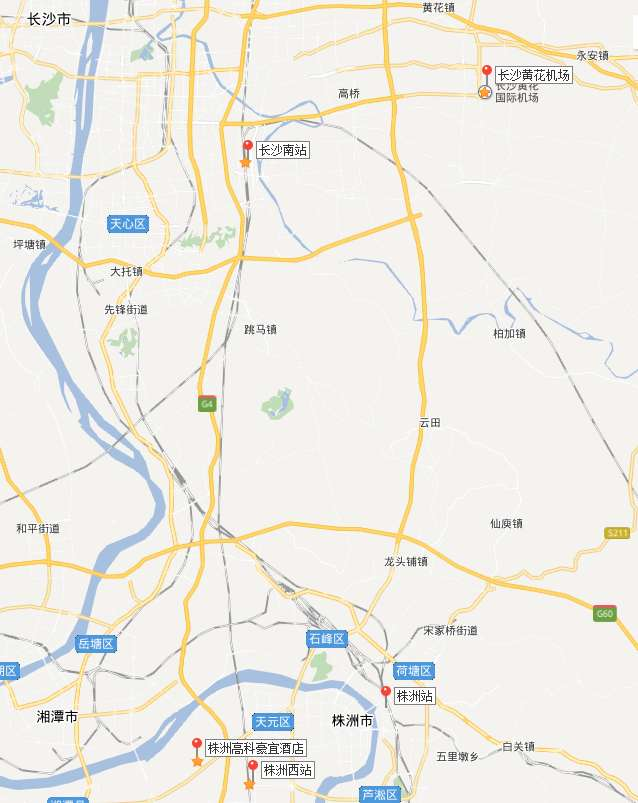 黄花镇
长沙市
永安镇
长沙黄花机场
长沙黄花
国际机场
高桥
长沙南站
天心区
坪塘镇
大托镇
先锋街道
跳马镇
柏加镇
G4
云田
和平街道
仙庾镇
S211
龙头铺镇
G60
宋家桥街道
石峰区
岳塘区
荷塘区
株洲站
湘潭市
天元区
株洲市
株洲高科豪宜酒店
白关镇
五里墩乡
株洲西站
芦淞区